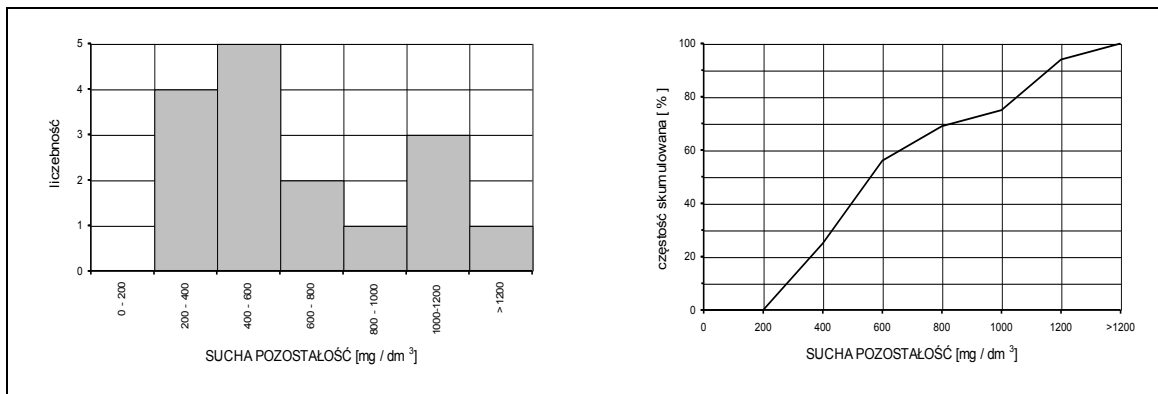 5
4
3
2
1
0
liczebność
0 - 200
200 - 400
400 - 600
600 - 800
800 - 1000
1000-1200
> 1200
SUCHA POZOSTAŁOŚĆ [mg / dm ³]
100
80
60
40
20
0
częstość skumulowana [ % ]
0 200 400 600 800 1000 1200 >1200
SUCHA POZOSTAŁOŚĆ [mg / dm ³]